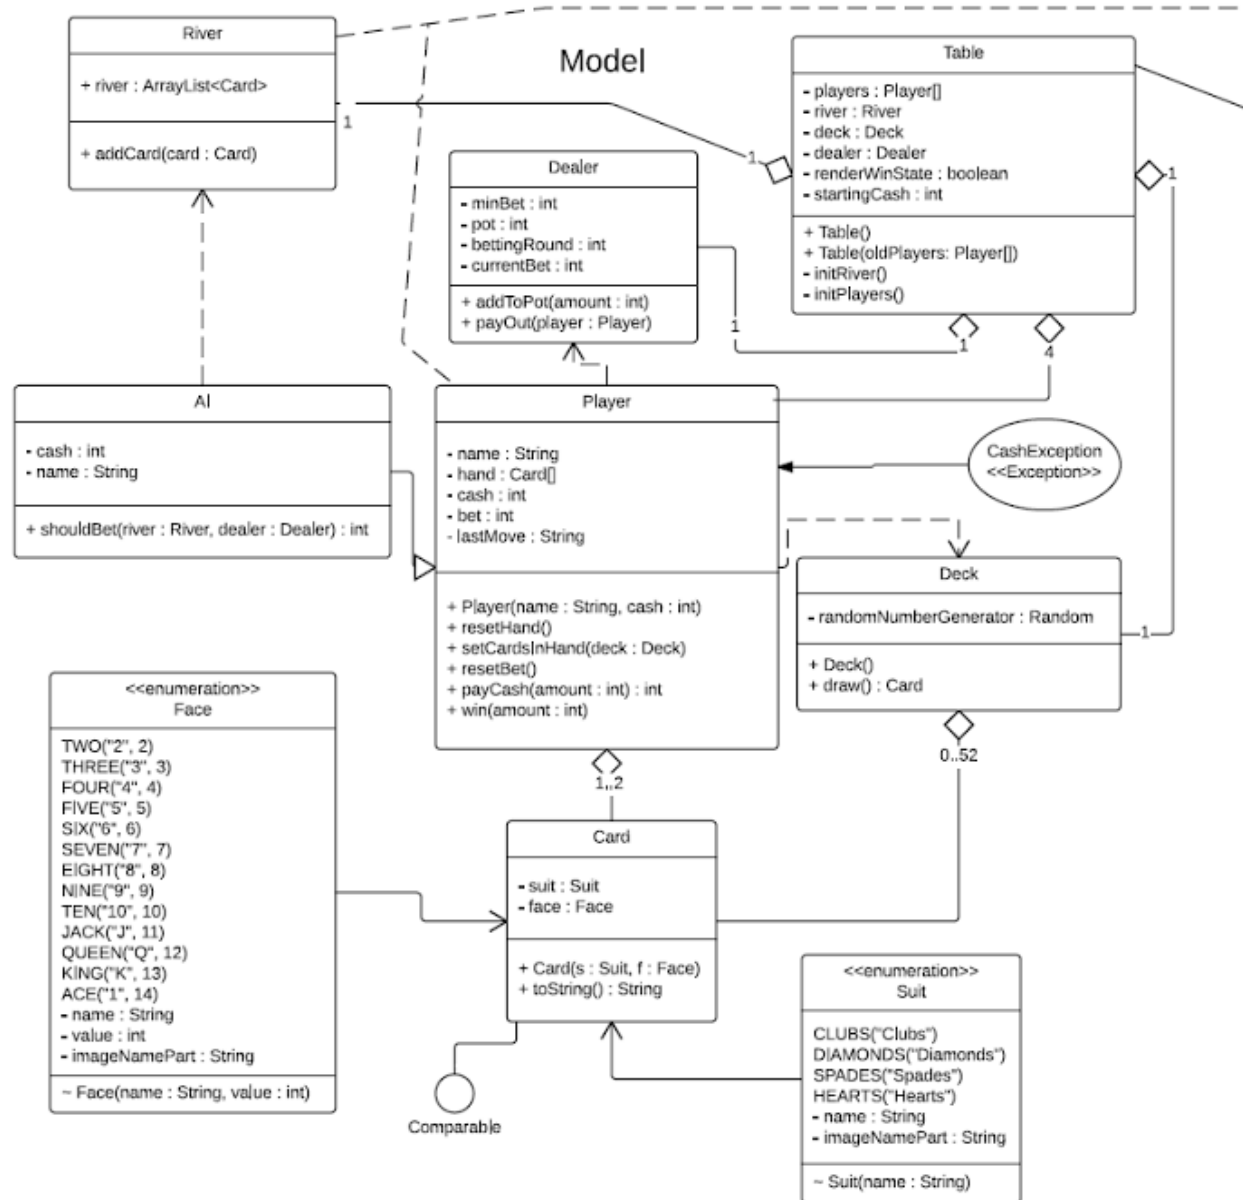 Model
River
+ river : ArrayList<Card>
+ addCard(card : Card)
1
1
Table
- players : Player[]
- river : River
- deck : Deck
- dealer : Dealer
- renderWinState : boolean
- startingCash : int
+ Table()
+ Table(oldPlayers: Player[])
- initRiver()
- initPlayers()
1
Dealer
- minBet : int
- pot : int
- bettingRound : int
- currentBet : int
+ addToPot(amount : int)
+ payOut(player : Player)
1
1
4
AI
- cash : int
- name : String
+ shouldBet(river : River, dealer : Dealer) : int
Player
- name : String
- hand : Card[]
- cash : int
- bet : int
- lastMove : String
+ Player(name : String, cash : int)
+ resetHand()
+ setCardsInHand(deck : Deck)
+ resetBet()
+ payCash(amount : int) : int
+ win(amount : int)
CashException
<<Exception>>
Deck
- randomNumberGenerator : Random
+ Deck()
+ draw() : Card
1
0..52
1..2
<<enumeration>>
Face
TWO("2", 2)
THREE("3", 3)
FOUR("4", 4)
FIVE("5", 5)
SIX("6", 6)
SEVEN("7", 7)
EIGHT("8", 8)
NINE("9", 9)
TEN("10", 10)
JACK("J", 11)
QUEEN("Q", 12)
KING("K", 13)
ACE("1", 14)
- name : String
- value : int
- imageNamePart : String
~ Face(name : String, value : int)
Card
- suit : Suit
- face : Face
+ Card(s : Suit, f : Face)
+ toString() : String
Comparable
<<enumeration>>
Suit
CLUBS("Clubs")
DIAMONDS("Diamonds")
SPADES("Spades")
HEARTS("Hearts")
- name : String
- imageNamePart : String
~ Suit(name : String)